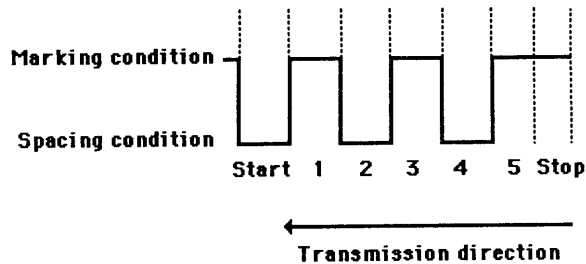 Marking condition
Spacing condition
Start 1 2 3 4 5 Stop
Transmission direction